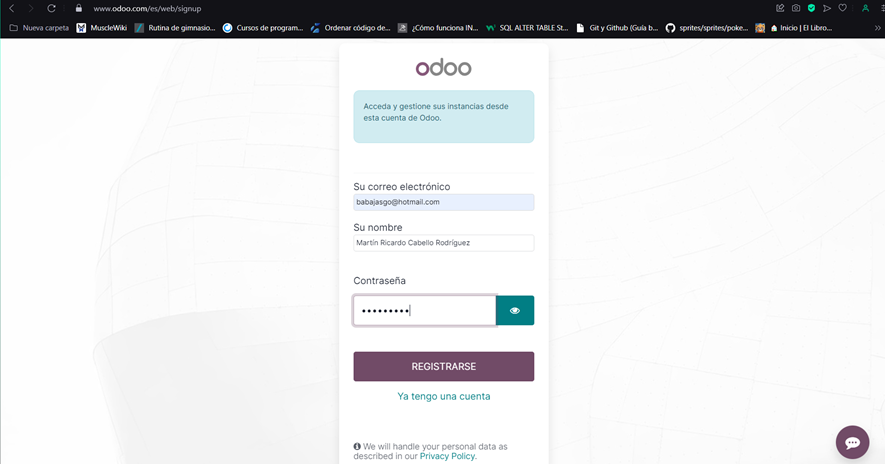 www.odoo.com/es/web/signup
Nueva carpeta MuscleWiki Rutina de gimnasio... Cursos de program... Ordenar código de... ¿Cómo funciona IN... SQL ALTER TABLE St... Git y Github (Guía b... sprites/sprites/poke... Inicio | El Libro...
odoo
Acceda y gestione sus instancias desde
esta cuenta de Odoo.
Su correo electrónico
babajasgo@hotmail.com
Su nombre
Martín Ricardo Cabello Rodríguez
Contraseña
•••••••••
REGISTRARSE
Ya tengo una cuenta
We will handle your personal data as
described in our Privacy Policy.